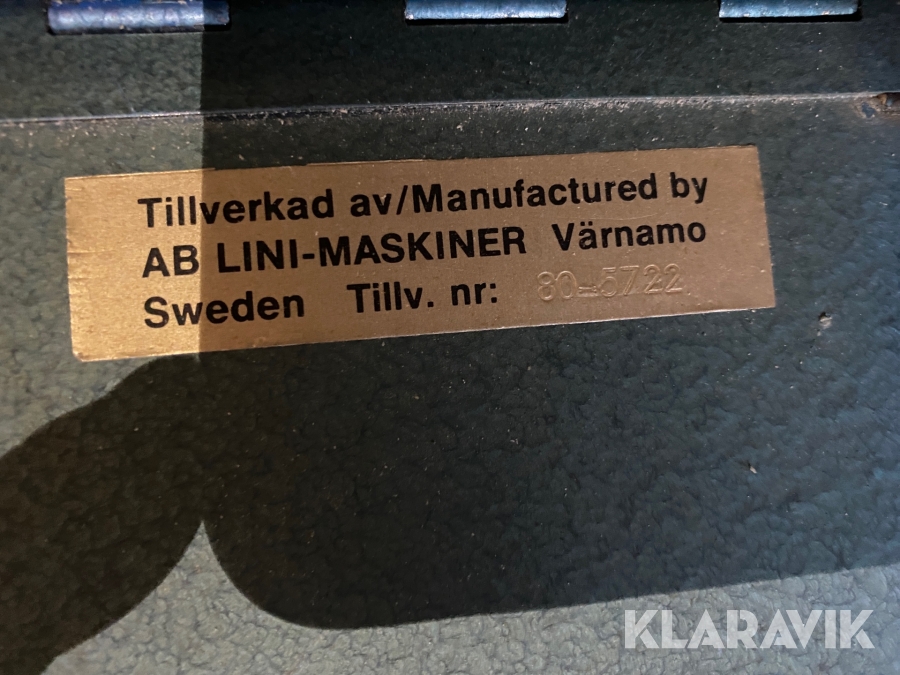 Tillverkad av/Manufactured by
AB LINI-MASKINER Värnamo
Sweden Tillv. nr: 80-5722
KLARAVIK